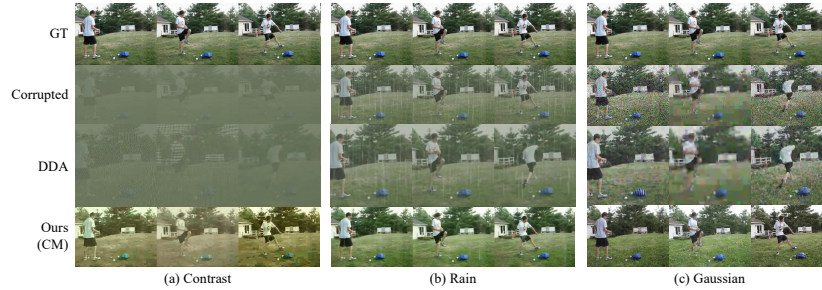 GT
Corrupted
DDA
Ours
(CM)
(a) Contrast
(b) Rain
(c) Gaussian